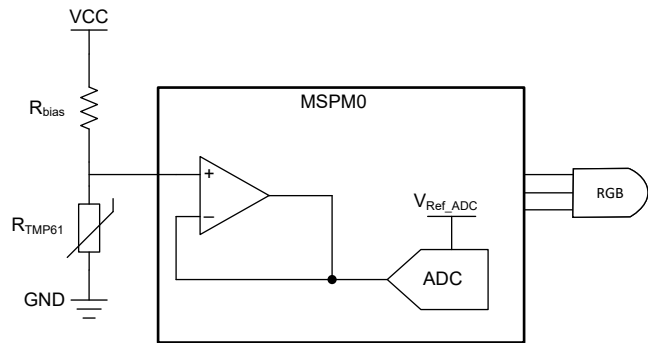 VCC
MSPM0
Rbias
+
RGB
VRef_ADC
RTMP61
−
ADC
GND